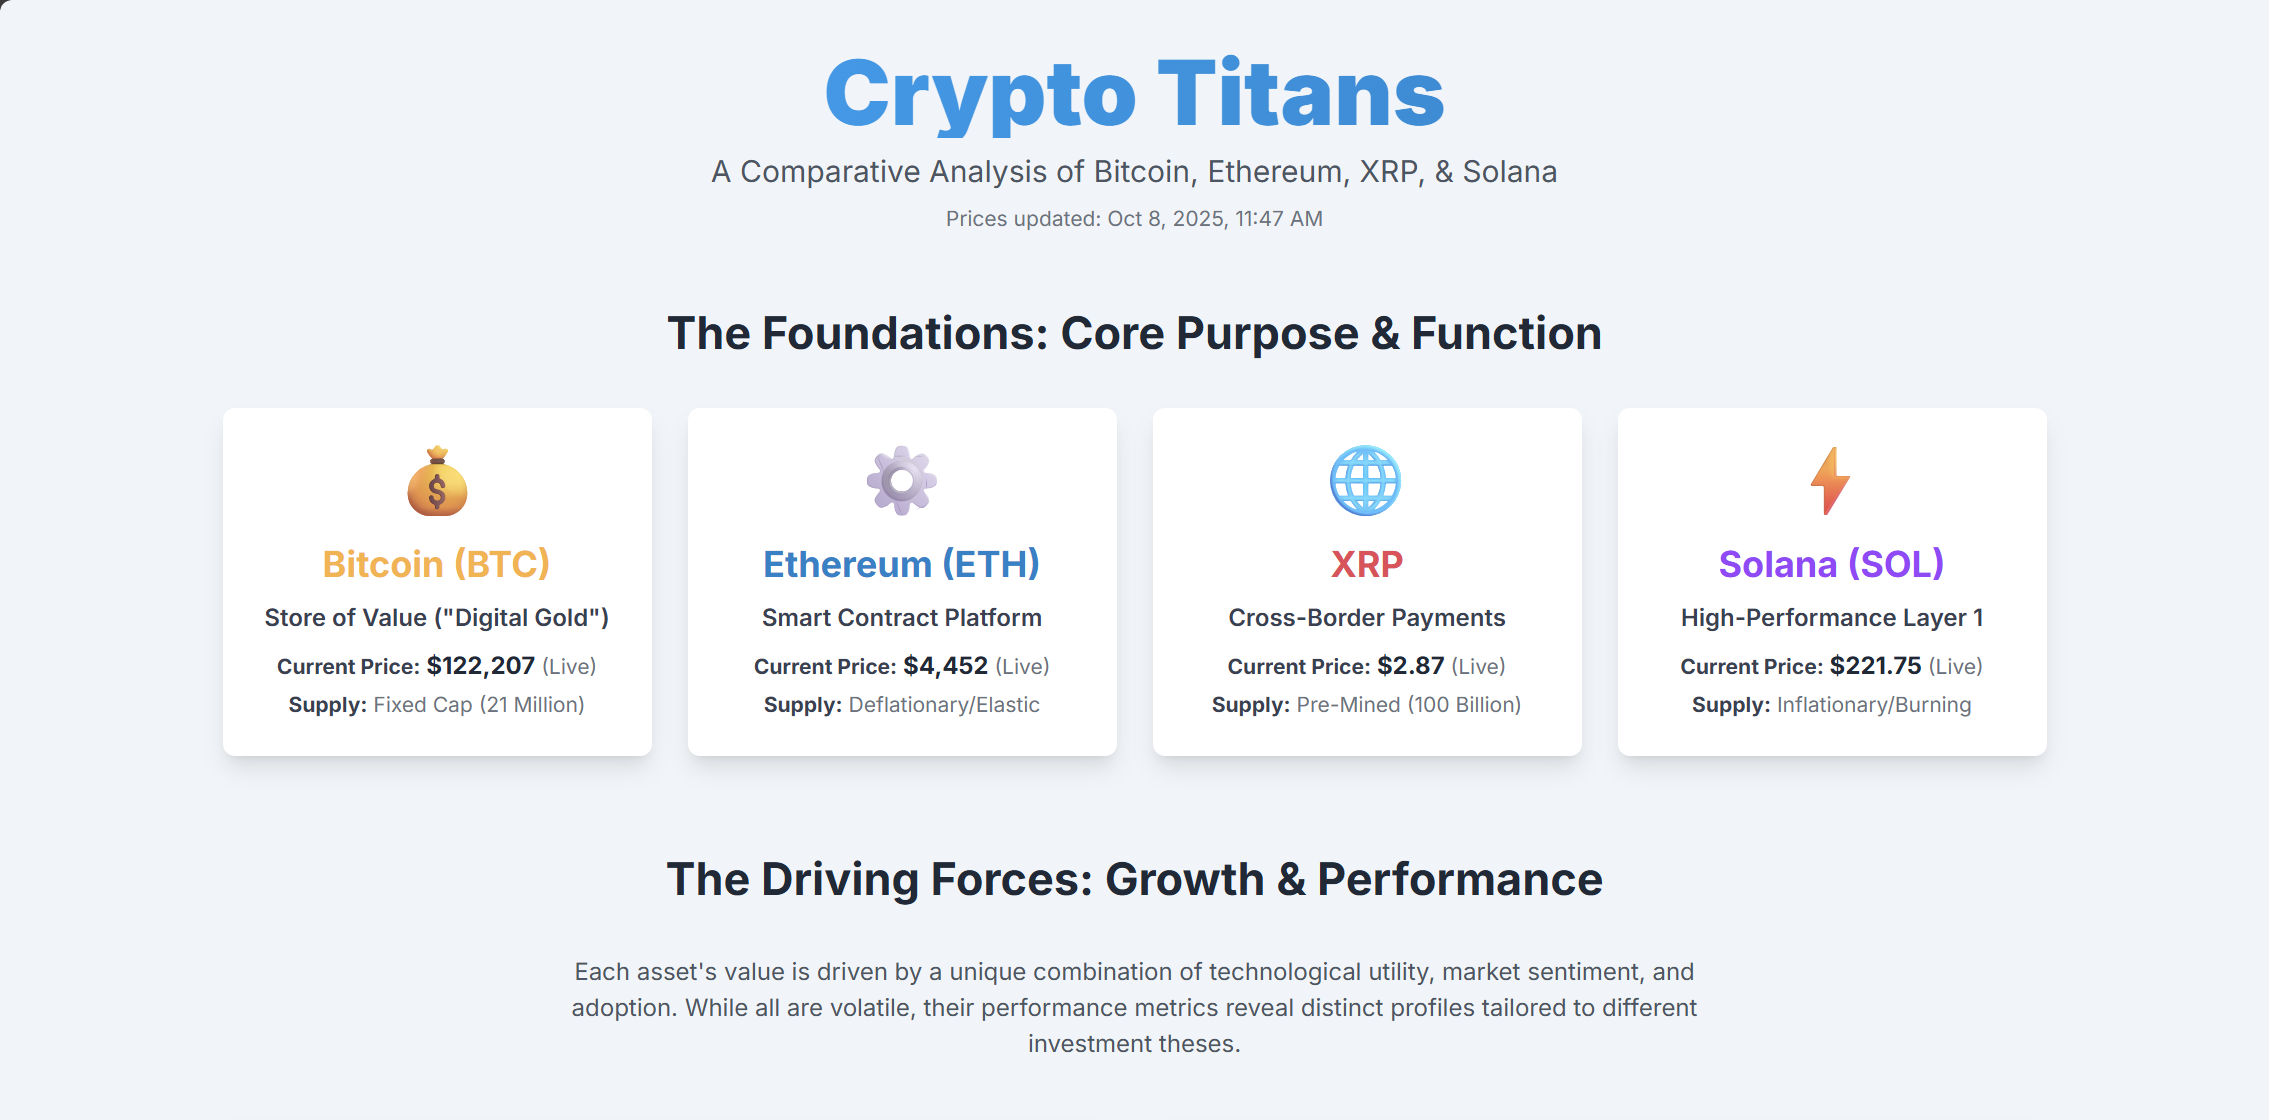 Crypto Titans
A Comparative Analysis of Bitcoin, Ethereum, XRP, & Solana
Prices updated: Oct 8, 2025, 11:47 AM
The Foundations: Core Purpose & Function
$
Bitcoin (BTC)
Store of Value ("Digital Gold")
Current Price: $122,207 (Live)
Supply: Fixed Cap (21 Million)
Ethereum (ETH)
Smart Contract Platform
Current Price: $4,452 (Live)
Supply: Deflationary/Elastic
XRP
Cross-Border Payments
Current Price: $2.87 (Live)
Supply: Pre-Mined (100 Billion)
Solana (SOL)
High-Performance Layer 1
Current Price: $221.75 (Live)
Supply: Inflationary/Burning
The Driving Forces: Growth & Performance
Each asset's value is driven by a unique combination of technological utility, market sentiment, and
adoption. While all are volatile, their performance metrics reveal distinct profiles tailored to different
investment theses.